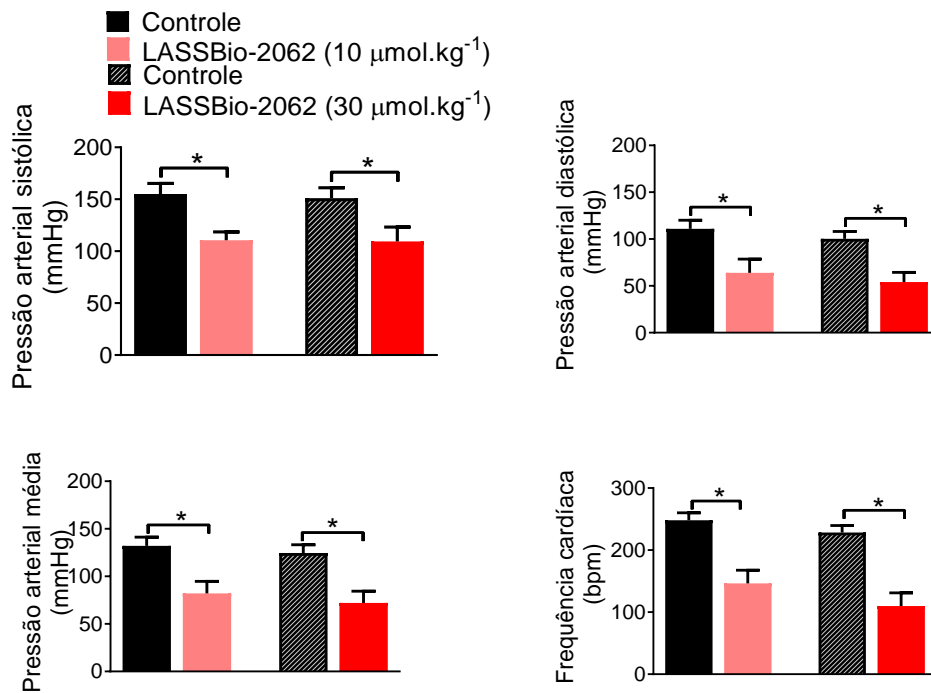 Controle
LASSBio-2062 (10 μmol.kg⁻¹)
Controle
LASSBio-2062 (30 μmol.kg⁻¹)
Pressão arterial sistólica
(mmHg)
200
150
100
50
0
*
*
Pressão arterial diastólica
(mmHg)
200
150
100
50
0
*
*
Pressão arterial média
(mmHg)
200
150
100
50
0
*
*
Frequência cardíaca
(bpm)
300
200
100
0
*
*